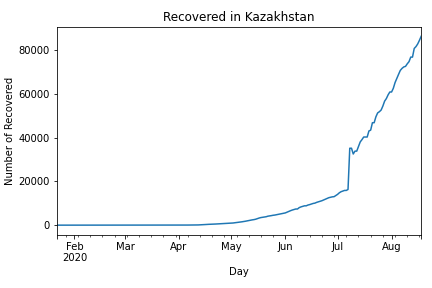 Recovered in Kazakhstan
Number of Recovered
80000
60000
40000
20000
0
Feb Mar Apr May Jun Jul Aug
2020
Day